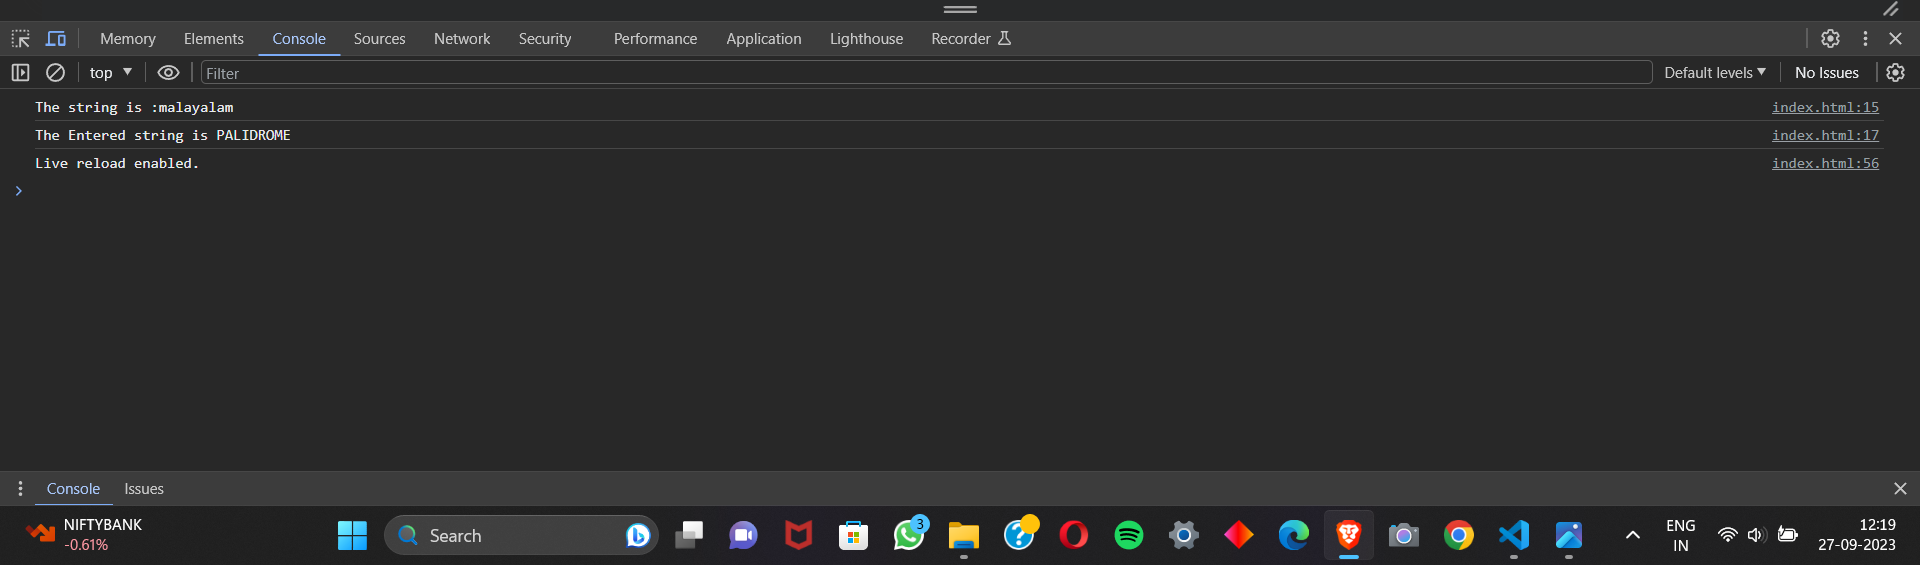 Memory Elements Console Sources Network Security Performance Application Lighthouse Recorder
top Filter Default levels No Issues
The string is :malayalam index.html:15
The Entered string is PALIDROME index.html:17
Live reload enabled. index.html:56
Console Issues
NIFTYBANK
-0.61%
Search
3
ENG
IN
12:19
27-09-2023